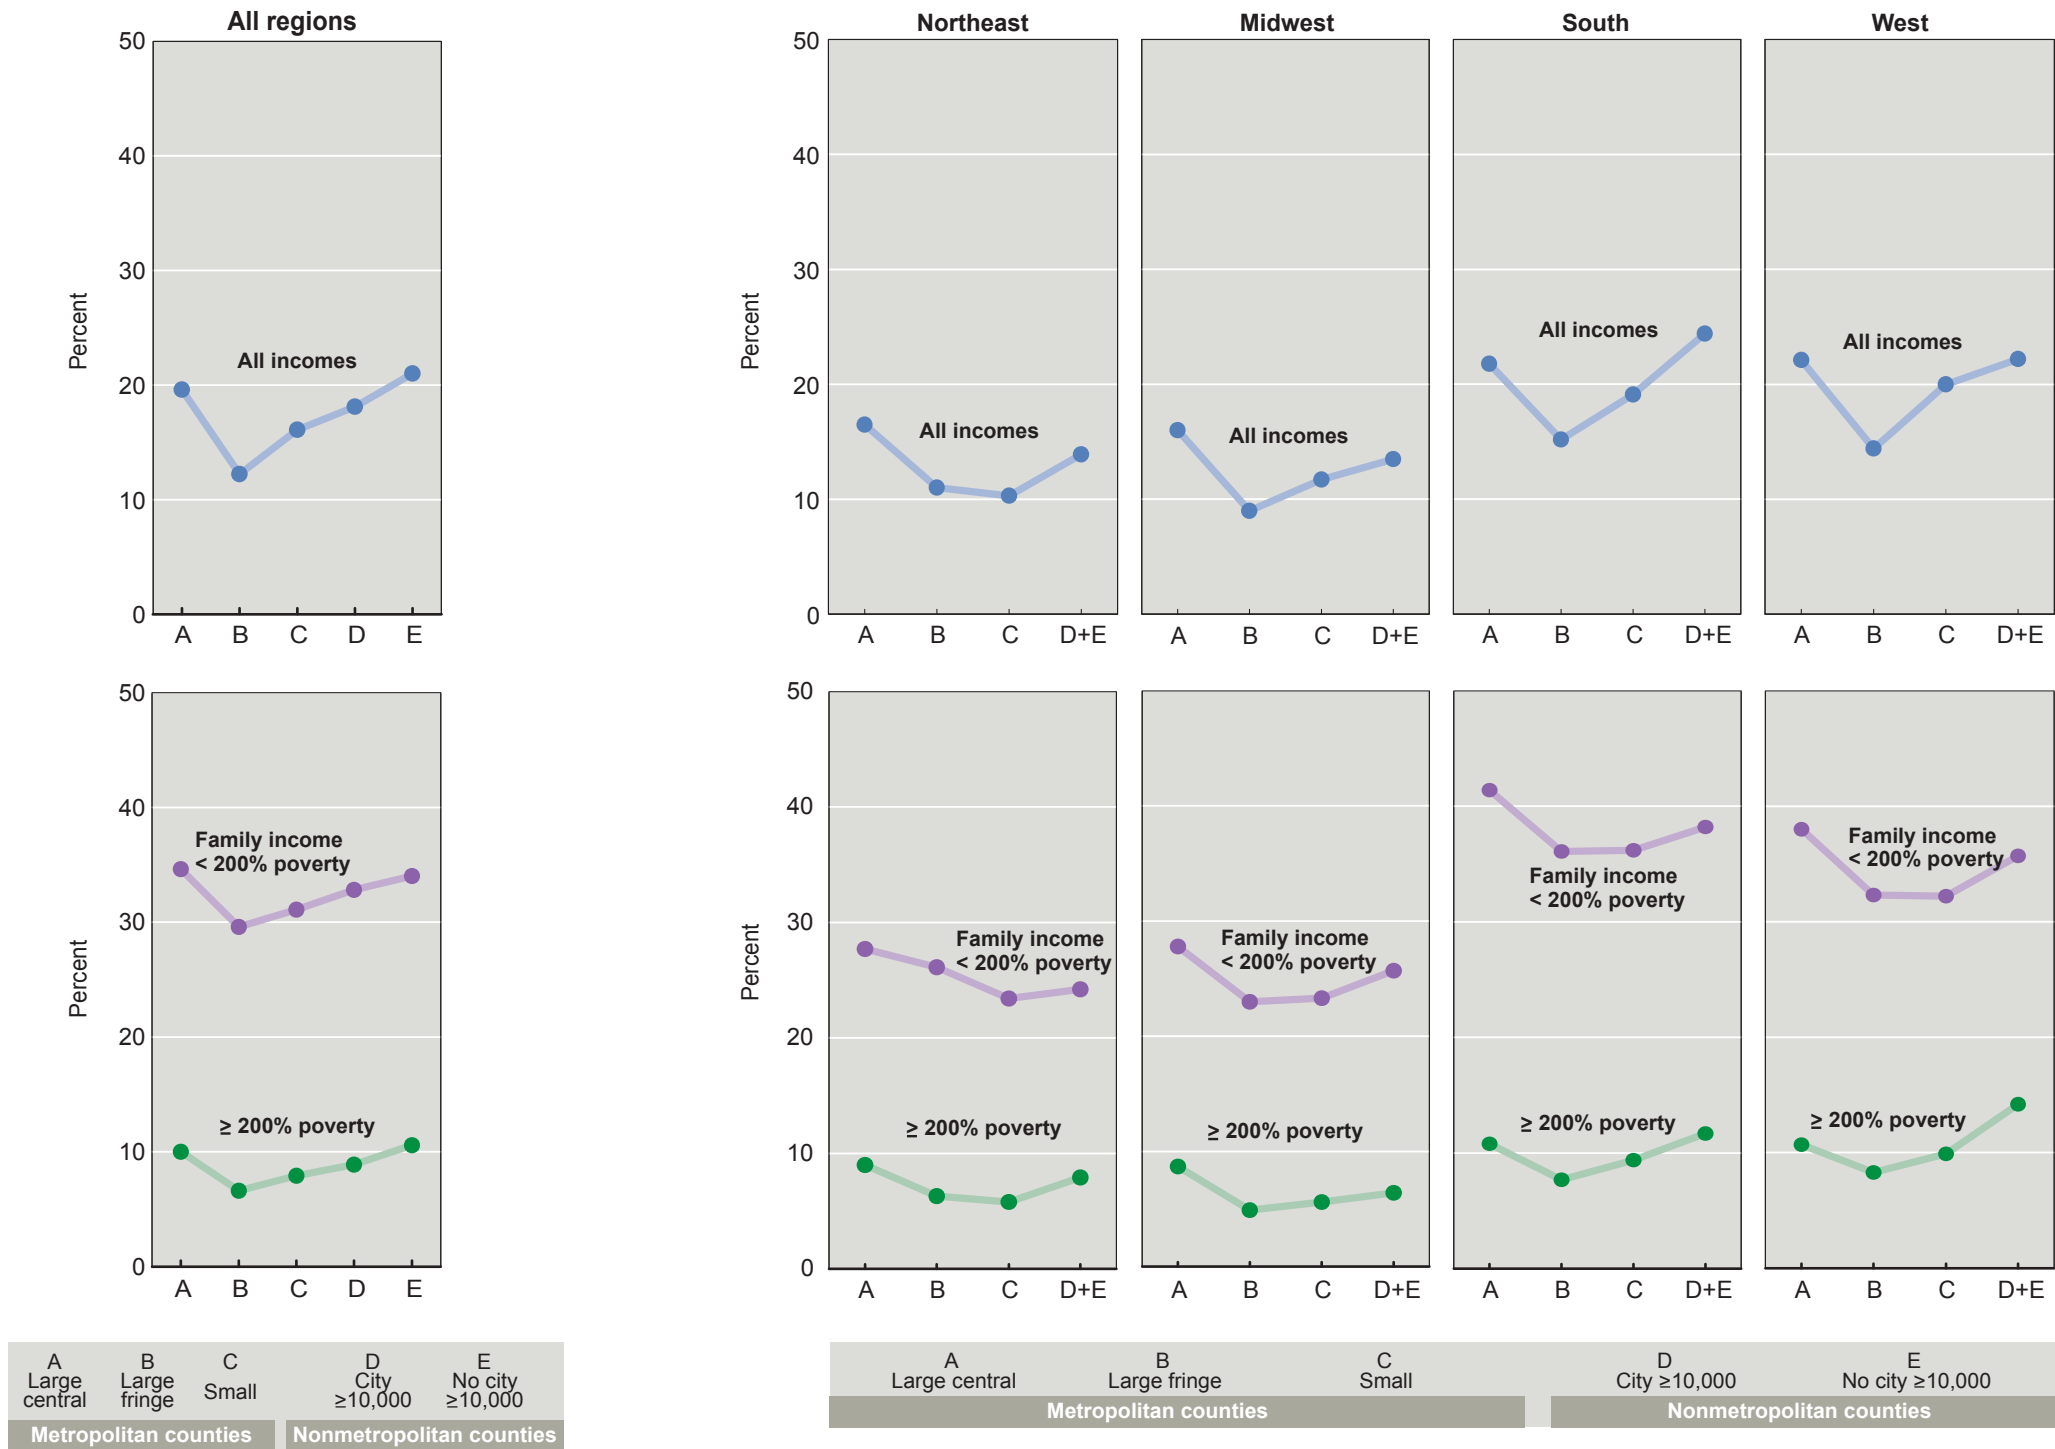 All regions
50
40
30
20
10
0
Percent
All incomes
A B C D E
Northeast Midwest South West
50
40
30
20
10
0
Percent
All incomes
All incomes
All incomes
All incomes
A B C D+E A B C D+E A B C D+E A B C D+E
50
40
30
20
10
0
Percent
Family income
< 200% poverty
≥ 200% poverty
A B C D E
50
40
30
20
10
0
Percent
Family income
< 200% poverty
≥ 200% poverty
Family income
< 200% poverty
≥ 200% poverty
Family income
< 200% poverty
≥ 200% poverty
Family income
< 200% poverty
≥ 200% poverty
A B C D+E A B C D+E A B C D+E A B C D+E
A B C D E
Large Large Small City No city
central fringe ≥10,000 ≥10,000
Metropolitan counties Nonmetropolitan counties
A B C D E
Large central Large fringe Small City ≥10,000 No city ≥10,000
Metropolitan counties Nonmetropolitan counties